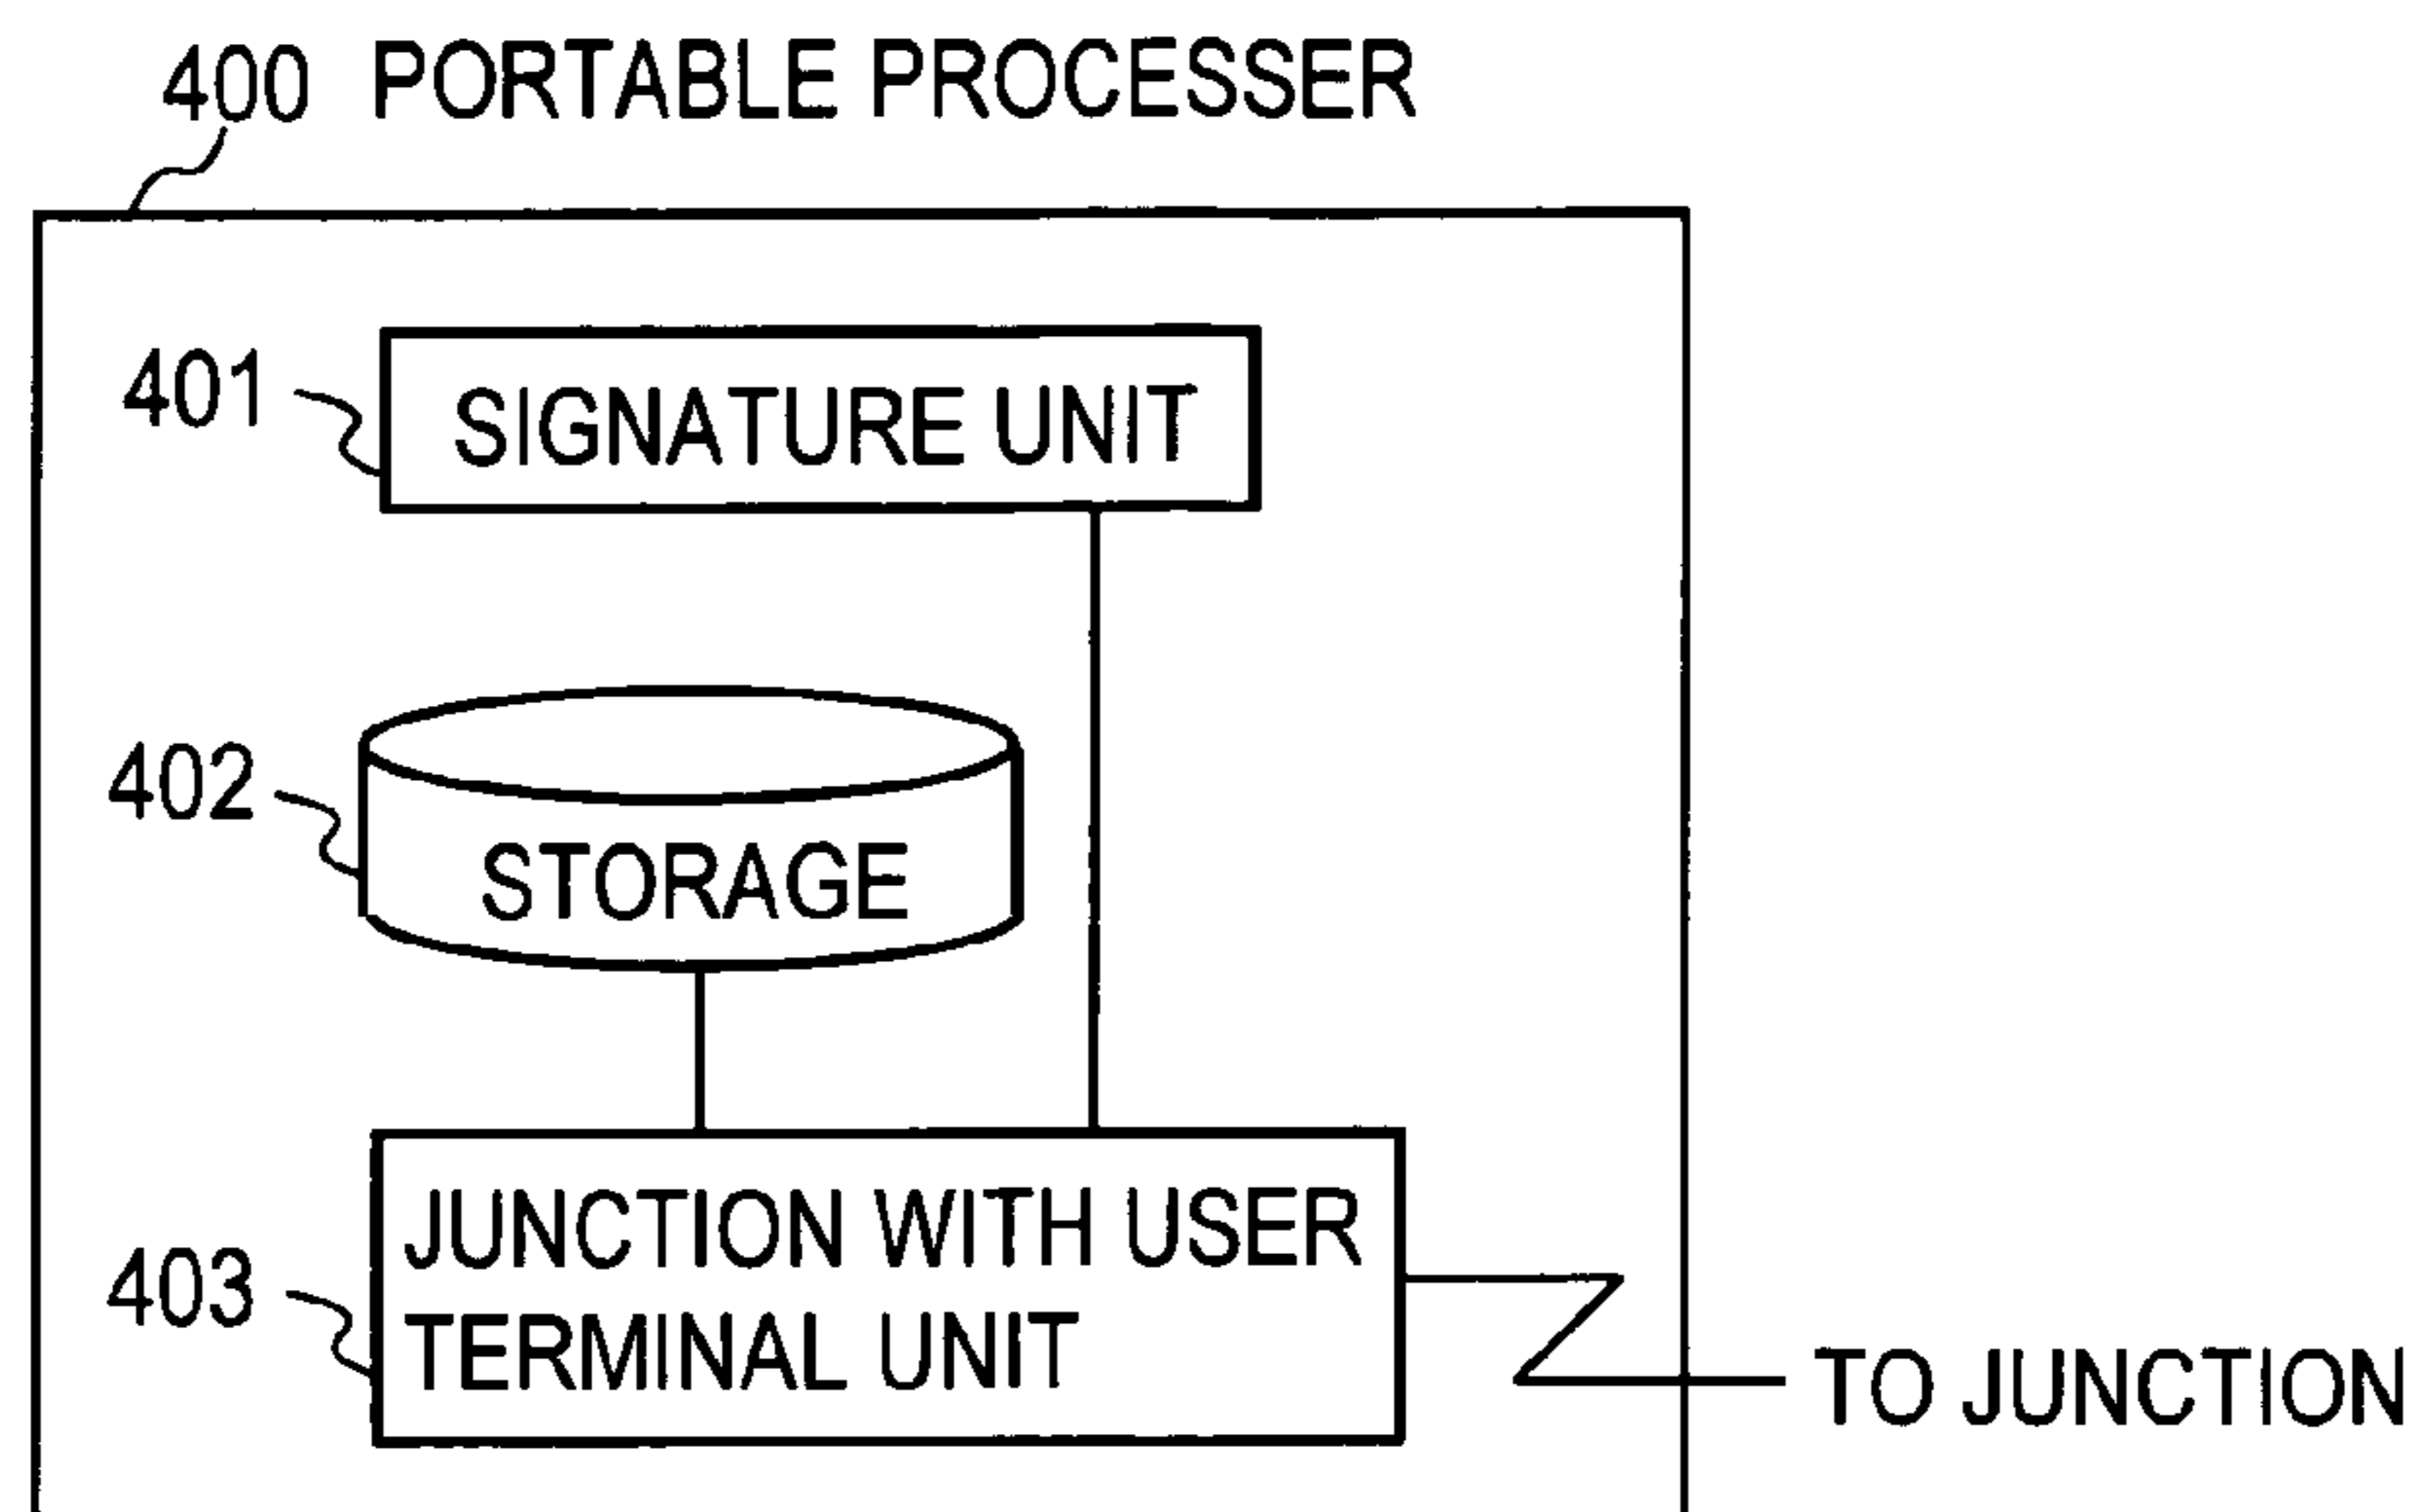 400 PORTABLE PROCESSER
401
SIGNATURE UNIT
402
STORAGE
403
JUNCTION WITH USER
TERMINAL UNIT
TO JUNCTION